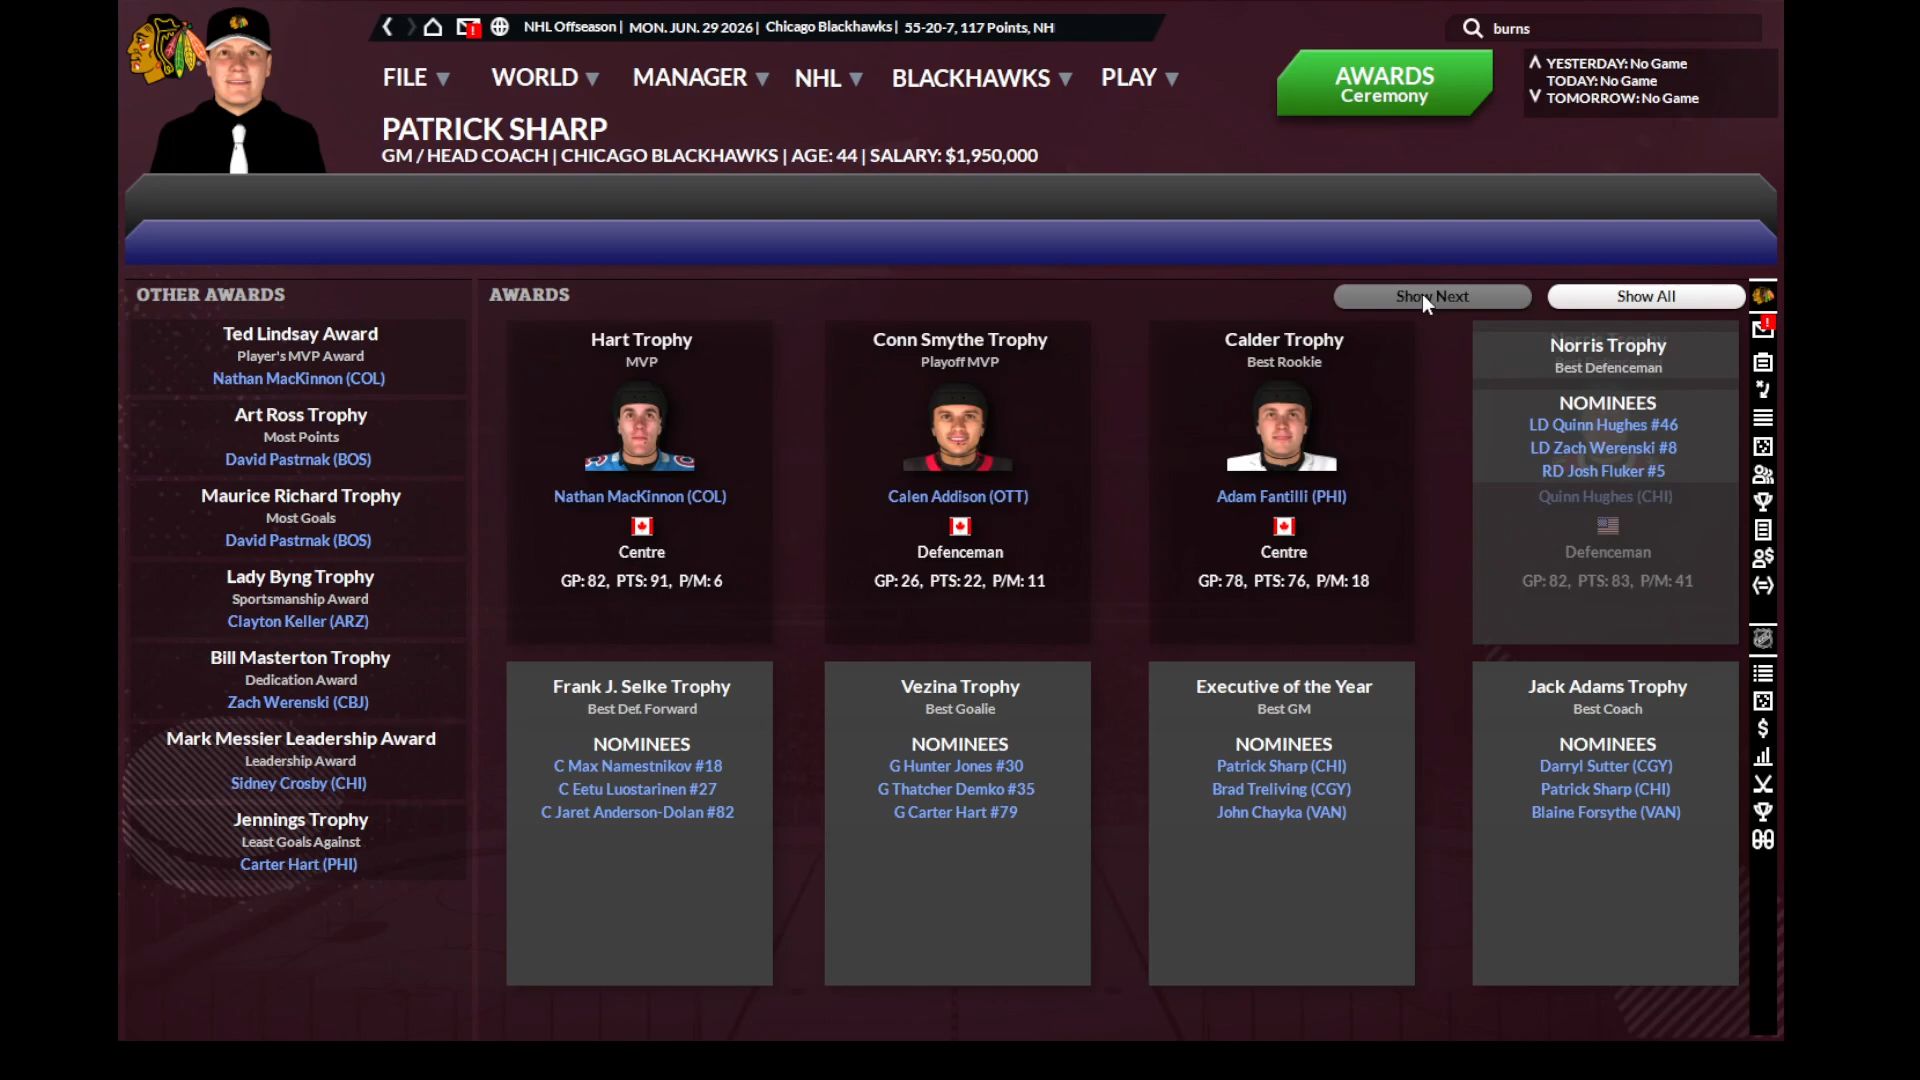 NHL Offseason | MON. JUN. 29 2026 | Chicago Blackhawks | 55-20-7, 117 Points, NH
burns
FILE
WORLD
MANAGER
NHL
BLACKHAWKS
PLAY
AWARDS
Ceremony
YESTERDAY: No Game
TODAY: No Game
TOMORROW: No Game
PATRICK SHARP
GM / HEAD COACH | CHICAGO BLACKHAWKS | AGE: 44 | SALARY: $1,950,000
OTHER AWARDS
Ted Lindsay Award
Player's MVP Award
Nathan MacKinnon (COL)
Art Ross Trophy
Most Points
David Pastrnak (BOS)
Maurice Richard Trophy
Most Goals
David Pastrnak (BOS)
Lady Byng Trophy
Sportsmanship Award
Clayton Keller (ARZ)
Bill Masterton Trophy
Dedication Award
Zach Werenski (CBJ)
Mark Messier Leadership Award
Leadership Award
Sidney Crosby (CHI)
Jennings Trophy
Least Goals Against
Carter Hart (PHI)
AWARDS
Show Next
Show All
Hart Trophy
MVP
Nathan MacKinnon (COL)
Centre
GP: 82, PTS: 91, P/M: 6
Conn Smythe Trophy
Playoff MVP
Calen Addison (OTT)
Defenceman
GP: 26, PTS: 22, P/M: 11
Calder Trophy
Best Rookie
Adam Fantilli (PHI)
Centre
GP: 78, PTS: 76, P/M: 18
Norris Trophy
Best Defenceman
NOMINEES
LD Quinn Hughes #46
LD Zach Werenski #8
RD Josh Fluker #5
Quinn Hughes (CHI)
Defenceman
GP: 82, PTS: 83, P/M: 41
Frank J. Selke Trophy
Best Def. Forward
NOMINEES
C Max Namestnikov #18
C Eetu Luostarinen #27
C Jaret Anderson-Dolan #82
Vezina Trophy
Best Goalie
NOMINEES
G Hunter Jones #30
G Thatcher Demko #35
G Carter Hart #79
Executive of the Year
Best GM
NOMINEES
Patrick Sharp (CHI)
Brad Treliving (CGY)
John Chayka (VAN)
Jack Adams Trophy
Best Coach
NOMINEES
Darryl Sutter (CGY)
Patrick Sharp (CHI)
Blaine Forsythe (VAN)